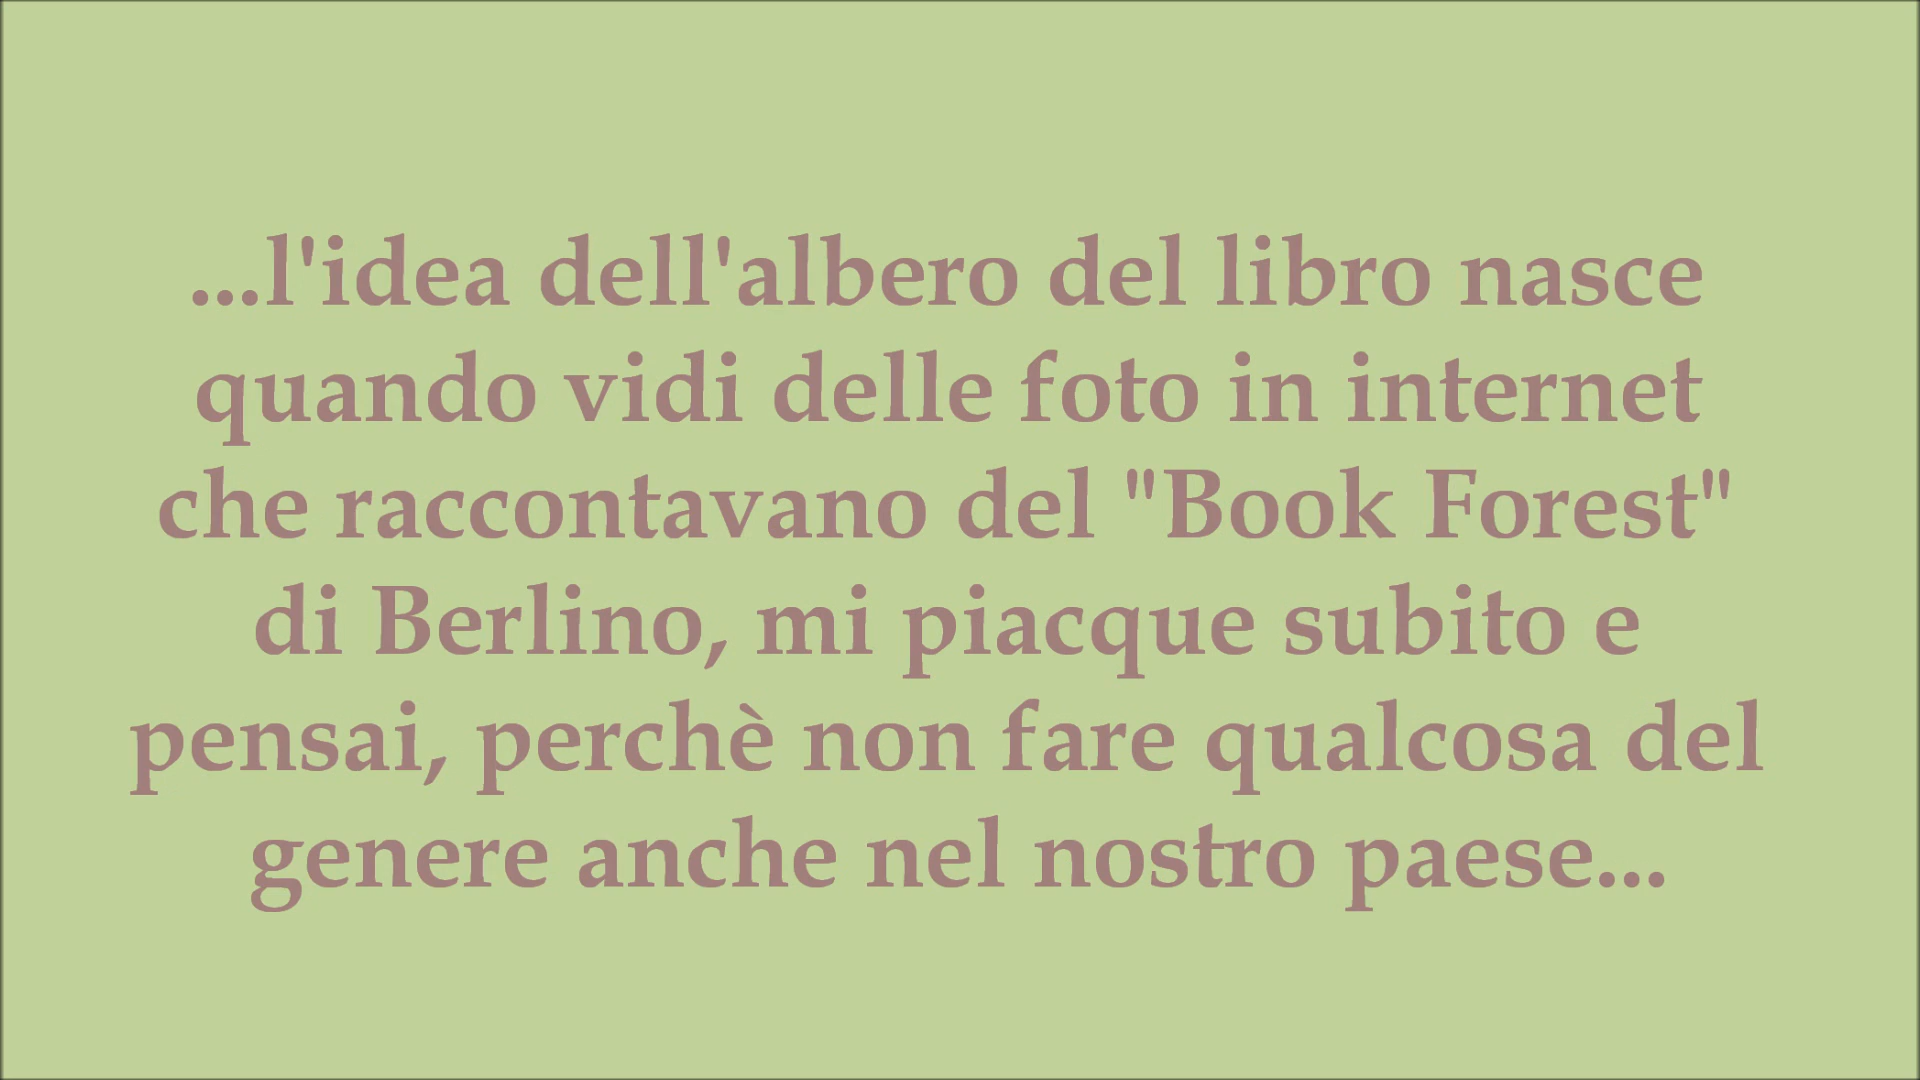 ...l'idea dell'albero del libro nasce
quando vidi delle foto in internet
che raccontavano del "Book Forest"
di Berlino, mi piacque subito e
pensai, perchè non fare qualcosa del
genere anche nel nostro paese...